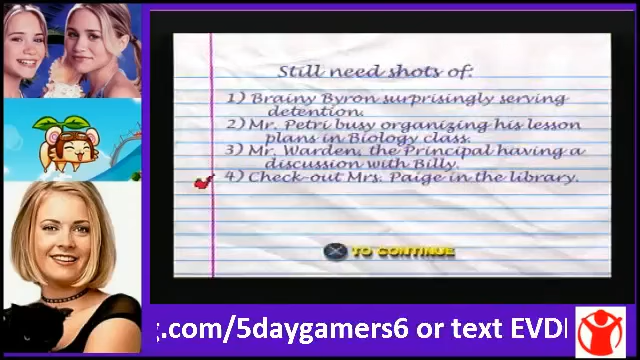 Still need shots of:
1) Brainy Byron surprisingly serving
detention.
2) Mr. Petri busy organizing his lesson
plans in Biology class.
3) Mr. Warden, the Principal having a
discussion with Billy.
4) Check-out Mrs. Paige in the library.
TO CONTINUE
g.com/5daygamers6 or text EVD